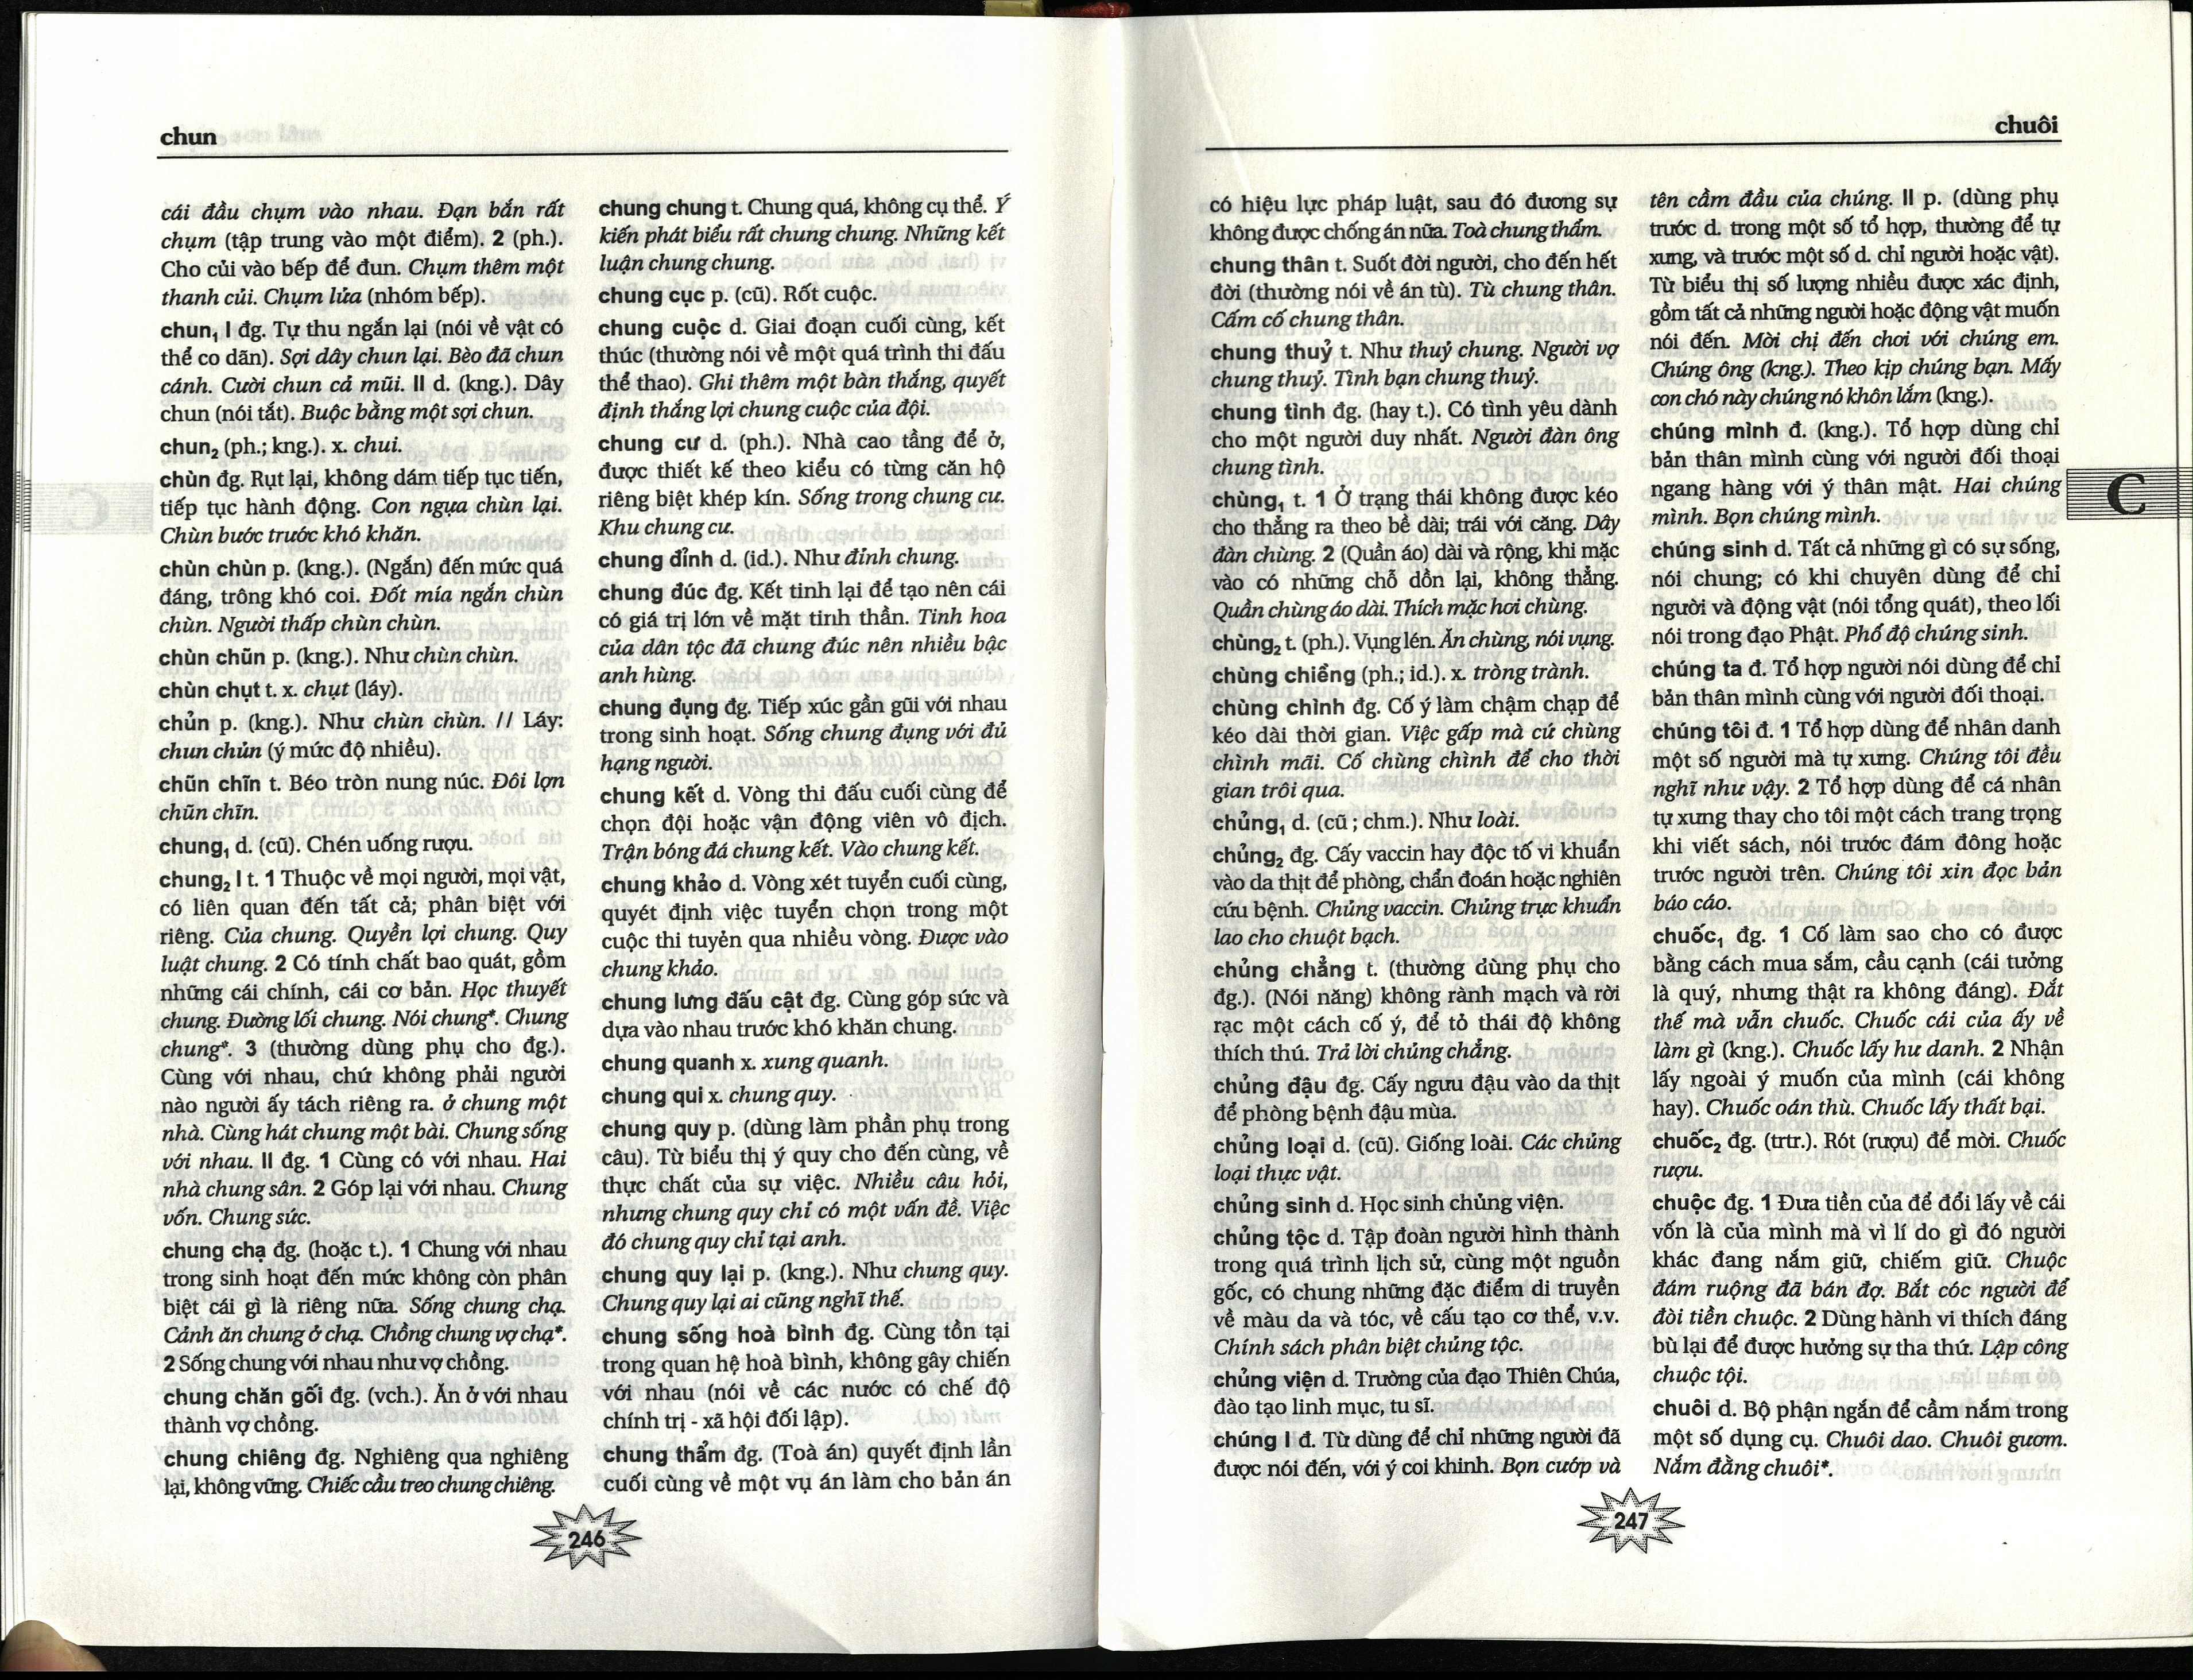 chun
cái đầu chụm vào nhau. Đạn bắn rất
chụm (tập trung vào một điểm). 2 (ph.).
Cho củi vào bếp để đun. Chụm thêm một
thanh củi. Chụm lửa (nhóm bếp).
chun₁ I đg. Tự thu ngắn lại (nói về vật có
thể co dãn). Sợi dây chun lại. Bèo đã chun
cánh. Cười chun cả mũi. II d. (kng.). Dây
chun (nói tắt). Buộc bằng một sợi chun.
chun₂ (ph.; kng.). x. chui.
chùn đg. Rụt lại, không dám tiếp tục tiến,
tiếp tục hành động. Con ngựa chùn lại.
Chùn bước trước khó khăn.
chùn chùn p. (kng.). (Ngắn) đến mức quá
đáng, trông khó coi. Đốt mía ngắn chùn
chùn. Người thấp chùn chùn.
chùn chũn p. (kng.). Như chùn chùn.
chùn chụt t. x. chụt (láy).
chủn p. (kng.). Như chùn chùn. // Láy:
chun chủn (ý mức độ nhiều).
chũn chĩn t. Béo tròn nung núc. Đôi lợn
chũn chĩn.
chung₁ d. (cũ). Chén uống rượu.
chung₂ I t. 1 Thuộc về mọi người, mọi vật,
có liên quan đến tất cả; phân biệt với
riêng. Của chung. Quyền lợi chung. Quy
luật chung. 2 Có tính chất bao quát, gồm
những cái chính, cái cơ bản. Học thuyết
chung. Đường lối chung. Nói chung*. Chung
chung*. 3 (thường dùng phụ cho đg.).
Cùng với nhau, chứ không phải người
nào người ấy tách riêng ra. ở chung một
nhà. Cùng hát chung một bài. Chung sống
với nhau. II đg. 1 Cùng có với nhau. Hai
nhà chung sân. 2 Góp lại với nhau. Chung
vốn. Chung sức.
chung chạ đg. (hoặc t.). 1 Chung với nhau
trong sinh hoạt đến mức không còn phân
biệt cái gì là riêng nữa. Sống chung chạ.
Cảnh ăn chung ở chạ. Chồng chung vợ chạ*.
2 Sống chung với nhau như vợ chồng.
chung chăn gối đg. (vch.). Ăn ở với nhau
thành vợ chồng.
chung chiêng đg. Nghiêng qua nghiêng
lại, không vững. Chiếc cầu treo chung chiêng.
chung chung t. Chung quá, không cụ thể. Ý
kiến phát biểu rất chung chung. Những kết
luận chung chung.
chung cục p. (cũ). Rốt cuộc.
chung cuộc d. Giai đoạn cuối cùng, kết
thúc (thường nói về một quá trình thi đấu
thể thao). Ghi thêm một bàn thắng, quyết
định thắng lợi chung cuộc của đội.
chung cư d. (ph.). Nhà cao tầng để ở,
được thiết kế theo kiểu có từng căn hộ
riêng biệt khép kín. Sống trong chung cư.
Khu chung cư.
chung đỉnh d. (id.). Như đỉnh chung.
chung đúc đg. Kết tinh lại để tạo nên cái
có giá trị lớn về mặt tinh thần. Tinh hoa
của dân tộc đã chung đúc nên nhiều bậc
anh hùng.
chung đụng đg. Tiếp xúc gần gũi với nhau
trong sinh hoạt. Sống chung đụng với đủ
hạng người.
chung kết d. Vòng thi đấu cuối cùng để
chọn đội hoặc vận động viên vô địch.
Trận bóng đá chung kết. Vào chung kết.
chung khảo d. Vòng xét tuyển cuối cùng,
quyét định việc tuyển chọn trong một
cuộc thi tuyẻn qua nhiều vòng. Được vào
chung khảo.
chung lưng đấu cật đg. Cùng góp sức và
dựa vào nhau trước khó khăn chung.
chung quanh x. xung quanh.
chung qui x. chung quy.
chung quy p. (dùng làm phần phụ trong
câu). Từ biểu thị ý quy cho đến cùng, về
thực chất của sự việc. Nhiều câu hỏi,
nhưng chung quy chỉ có một vấn đề. Việc
đó chung quy chỉ tại anh.
chung quy lại p. (kng.). Như chung quy.
Chung quy lại ai cũng nghĩ thế.
chung sống hoà bình đg. Cùng tồn tại
trong quan hệ hoà bình, không gây chiến
với nhau (nói về các nước có chế độ
chính trị - xã hội đối lập).
chung thẩm đg. (Toà án) quyết định lần
cuối cùng về một vụ án làm cho bản án
246
chuôi
có hiệu lực pháp luật, sau đó đương sự
không được chống án nữa. Toà chung thẩm.
chung thân t. Suốt đời người, cho đến hết
đời (thường nói về án tù). Tù chung thân.
Cấm cố chung thân.
chung thuỷ t. Như thuỷ chung. Người vợ
chung thuỷ. Tình bạn chung thuỷ.
chung tình đg. (hay t.). Có tình yêu dành
cho một người duy nhất. Người đàn ông
chung tình.
chùng₁ t. 1 Ở trạng thái không được kéo
cho thẳng ra theo bề dài; trái với căng. Dây
đàn chùng. 2 (Quần áo) dài và rộng, khi mặc
vào có những chỗ dồn lại, không thẳng.
Quần chùng áo dài. Thích mặc hơi chùng.
chùng₂ t. (ph.). Vụng lén. Ăn chùng, nói vụng.
chùng chiềng (ph.; id.). x. tròng trành.
chùng chình đg. Cố ý làm chậm chạp để
kéo dài thời gian. Việc gấp mà cứ chùng
chình mãi. Cố chùng chình để cho thời
gian trôi qua.
chủng₁ d. (cũ ; chm.). Như loài.
chủng₂ đg. Cấy vaccin hay độc tố vi khuẩn
vào da thịt để phòng, chẩn đoán hoặc nghiên
cứu bệnh. Chủng vaccin. Chủng trực khuẩn
lao cho chuột bạch.
chủng chẳng t. (thường dùng phụ cho
đg.). (Nói năng) không rành mạch và rời
rạc một cách cố ý, để tỏ thái độ không
thích thú. Trả lời chủng chẳng.
chủng đậu đg. Cấy ngưu đậu vào da thịt
để phòng bệnh đậu mùa.
chủng loại d. (cũ). Giống loài. Các chủng
loại thực vật.
chủng sinh d. Học sinh chủng viện.
chủng tộc d. Tập đoàn người hình thành
trong quá trình lịch sử, cùng một nguồn
gốc, có chung những đặc điểm di truyền
về màu da và tóc, về cấu tạo cơ thể, v.v.
Chính sách phân biệt chủng tộc.
chủng viện d. Trường của đạo Thiên Chúa,
đào tạo linh mục, tu sĩ.
chúng I đ. Từ dùng để chỉ những người đã
được nói đến, với ý coi khinh. Bọn cướp và
tên cầm đầu của chúng. II p. (dùng phụ
trước d. trong một số tổ hợp, thường để tự
xưng, và trước một số d. chỉ người hoặc vật).
Từ biểu thị số lượng nhiều được xác định,
gồm tất cả những người hoặc động vật muốn
nói đến. Mời chị đến chơi với chúng em.
Chúng ông (kng.). Theo kịp chúng bạn. Mấy
con chó này chúng nó khôn lắm (kng.).
chúng mình đ. (kng.). Tổ hợp dùng chỉ
bản thân mình cùng với người đối thoại
ngang hàng với ý thân mật. Hai chúng
mình. Bọn chúng mình.
chúng sinh d. Tất cả những gì có sự sống,
nói chung; có khi chuyên dùng để chỉ
người và động vật (nói tổng quát), theo lối
nói trong đạo Phật. Phổ độ chúng sinh.
chúng ta đ. Tổ hợp người nói dùng để chỉ
bản thân mình cùng với người đối thoại.
chúng tôi đ. 1 Tổ hợp dùng để nhân danh
một số người mà tự xưng. Chúng tôi đều
nghĩ như vậy. 2 Tổ hợp dùng để cá nhân
tự xưng thay cho tôi một cách trang trọng
khi viết sách, nói trước đám đông hoặc
trước người trên. Chúng tôi xin đọc bản
báo cáo.
chuốc₁ đg. 1 Cố làm sao cho có được
bằng cách mua sắm, cầu cạnh (cái tưởng
là quý, nhưng thật ra không đáng). Đắt
thế mà vẫn chuốc. Chuốc cái của ấy về
làm gì (kng.). Chuốc lấy hư danh. 2 Nhận
lấy ngoài ý muốn của mình (cái không
hay). Chuốc oán thù. Chuốc lấy thất bại.
chuốc₂ đg. (trtr.). Rót (rượu) để mời. Chuốc
rượu.
chuộc đg. 1 Đưa tiền của để đổi lấy về cái
vốn là của mình mà vì lí do gì đó người
khác đang nắm giữ, chiếm giữ. Chuộc
đám ruộng đã bán đợ. Bắt cóc người để
đòi tiền chuộc. 2 Dùng hành vi thích đáng
bù lại để được hưởng sự tha thứ. Lập công
chuộc tội.
chuôi d. Bộ phận ngắn để cầm nắm trong
một số dụng cụ. Chuôi dao. Chuôi gươm.
Nắm đằng chuôi*.
C
247